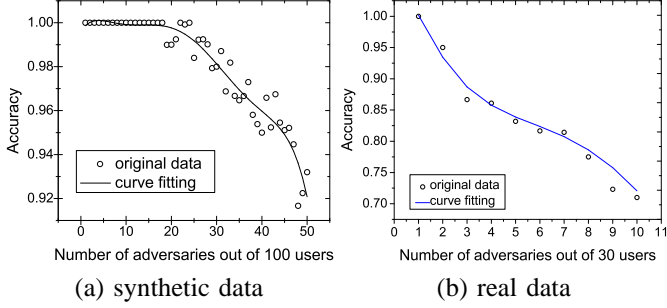 1.00
0.98
0.96
0.94
0.92
Accuracy
original data
curve fitting
0 10 20 30 40 50
Number of adversaries out of 100 users
(a) synthetic data
1.00
0.95
0.90
0.85
0.80
0.75
0.70
Accuracy
original data
curve fitting
0 1 2 3 4 5 6 7 8 9 10 11
Number of adversaries out of 30 users
(b) real data